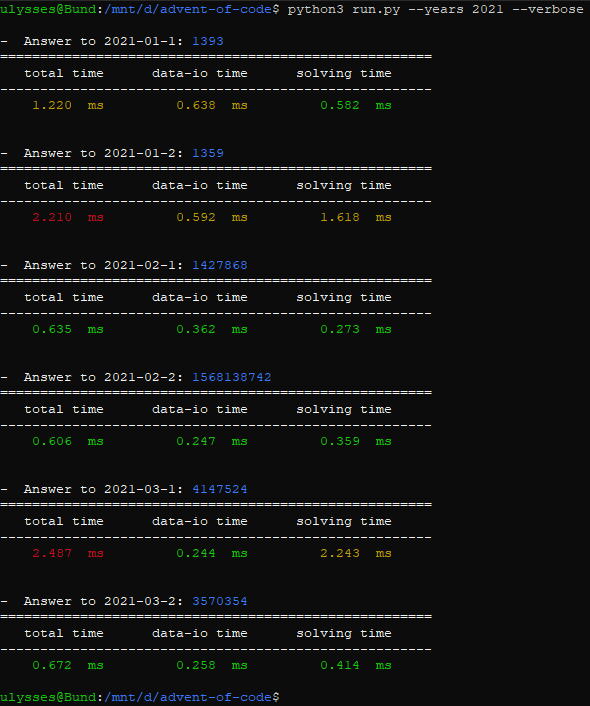 ulysses@Bund:/mnt/d/advent-of-code$ python3 run.py --years 2021 --verbose
-  Answer to 2021-01-1: 1393
======================================================
   total time      data-io time      solving time
------------------------------------------------------
    1.220  ms         0.638  ms         0.582  ms
-  Answer to 2021-01-2: 1359
======================================================
   total time      data-io time      solving time
------------------------------------------------------
    2.210  ms         0.592  ms         1.618  ms
-  Answer to 2021-02-1: 1427868
======================================================
   total time      data-io time      solving time
------------------------------------------------------
    0.635  ms         0.362  ms         0.273  ms
-  Answer to 2021-02-2: 1568138742
======================================================
   total time      data-io time      solving time
------------------------------------------------------
    0.606  ms         0.247  ms         0.359  ms
-  Answer to 2021-03-1: 4147524
======================================================
   total time      data-io time      solving time
------------------------------------------------------
    2.487  ms         0.244  ms         2.243  ms
-  Answer to 2021-03-2: 3570354
======================================================
   total time      data-io time      solving time
------------------------------------------------------
    0.672  ms         0.258  ms         0.414  ms
ulysses@Bund:/mnt/d/advent-of-code$